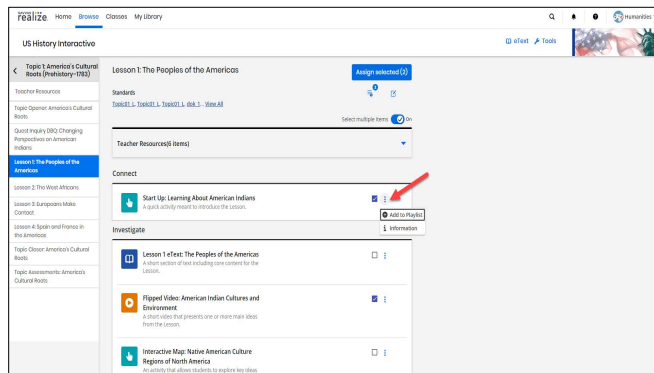 SAVVAS
realize.
Home
Browse
Classes
My Library
Humanities
US History Interactive
eText
Tools
Topic 1: America's Cultural
Roots (Prehistory-1783)
Teacher Resources
Topic Opener: America's Cultural
Roots
Quest Inquiry DBQ: Changing
Perspectives on American
Indians
Lesson 1: The Peoples of the
Americas
Lesson 2: The West Africans
Lesson 3: Europeans Make
Contact
Lesson 4: Spain and France in
the Americas
Topic Closer: America's Cultural
Roots
Topic Assessments: America's
Cultural Roots
Lesson 1: The Peoples of the Americas
Assign selected (2)
Standards
2
Topic01_L, Topic01_L, Topic01_L, dok_1... View All
Select multiple items
On
Teacher Resources(6 items)
Connect
Start Up: Learning About American Indians
A quick activity meant to introduce the Lesson.
Add to Playlist
Information
Investigate
Lesson 1 eText: The Peoples of the Americas
A short section of text including core content for the
Lesson.
Flipped Video: American Indian Cultures and
Environment
A short video that presents one or more main ideas
from the Lesson.
Interactive Map: Native American Culture
Regions of North America
An activity that allows students to explore key ideas